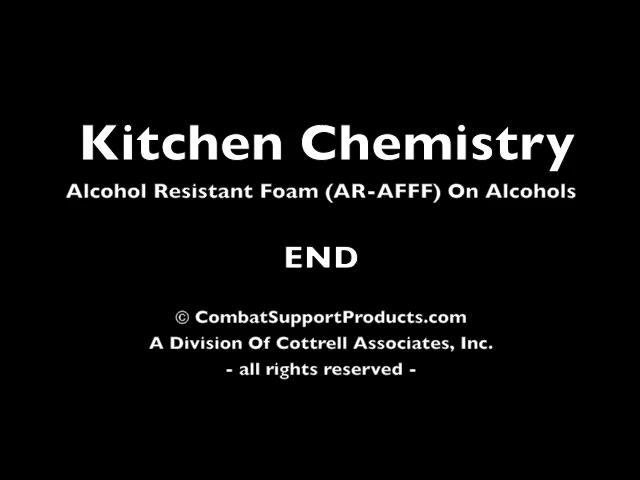 Kitchen Chemistry
Alcohol Resistant Foam (AR-AFFF) On Alcohols
END
© CombatSupportProducts.com
A Division Of Cottrell Associates, Inc.
- all rights reserved -